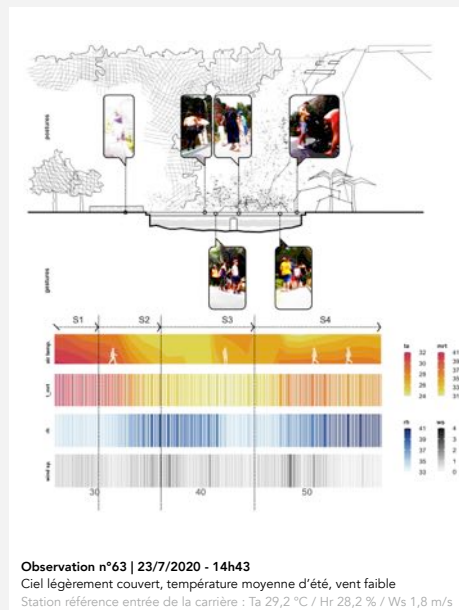 postures
gestures
S1 S2 S3 S4
air temp.
t_mrt
rh
wind sp.
30 40 50
ta mrt
32 41
30 39
28 37
26 35
24 33
31
rh ws
41 4
39 3
37 2
35 1
33 0
Observation n°63 | 23/7/2020 - 14h43
Ciel légèrement couvert, température moyenne d'été, vent faible
Station référence entrée de la carrière : Ta 29,2 °C / Hr 28,2 % / Ws 1,8 m/s